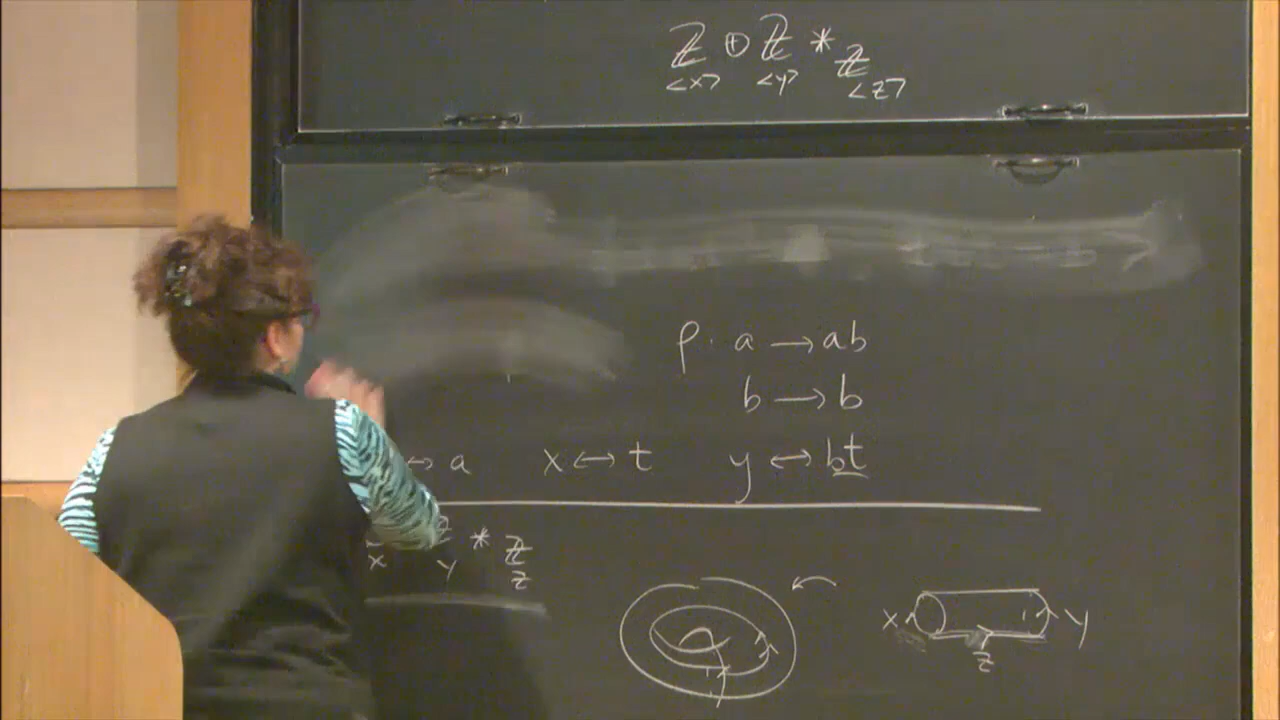 ℤ ⊕ ℤ * ℤ
<x> <y> <z>
ρ. a → ab
b → b
↔ a x ↔ t y ↔ bt
* ℤ
x y z
x y
z